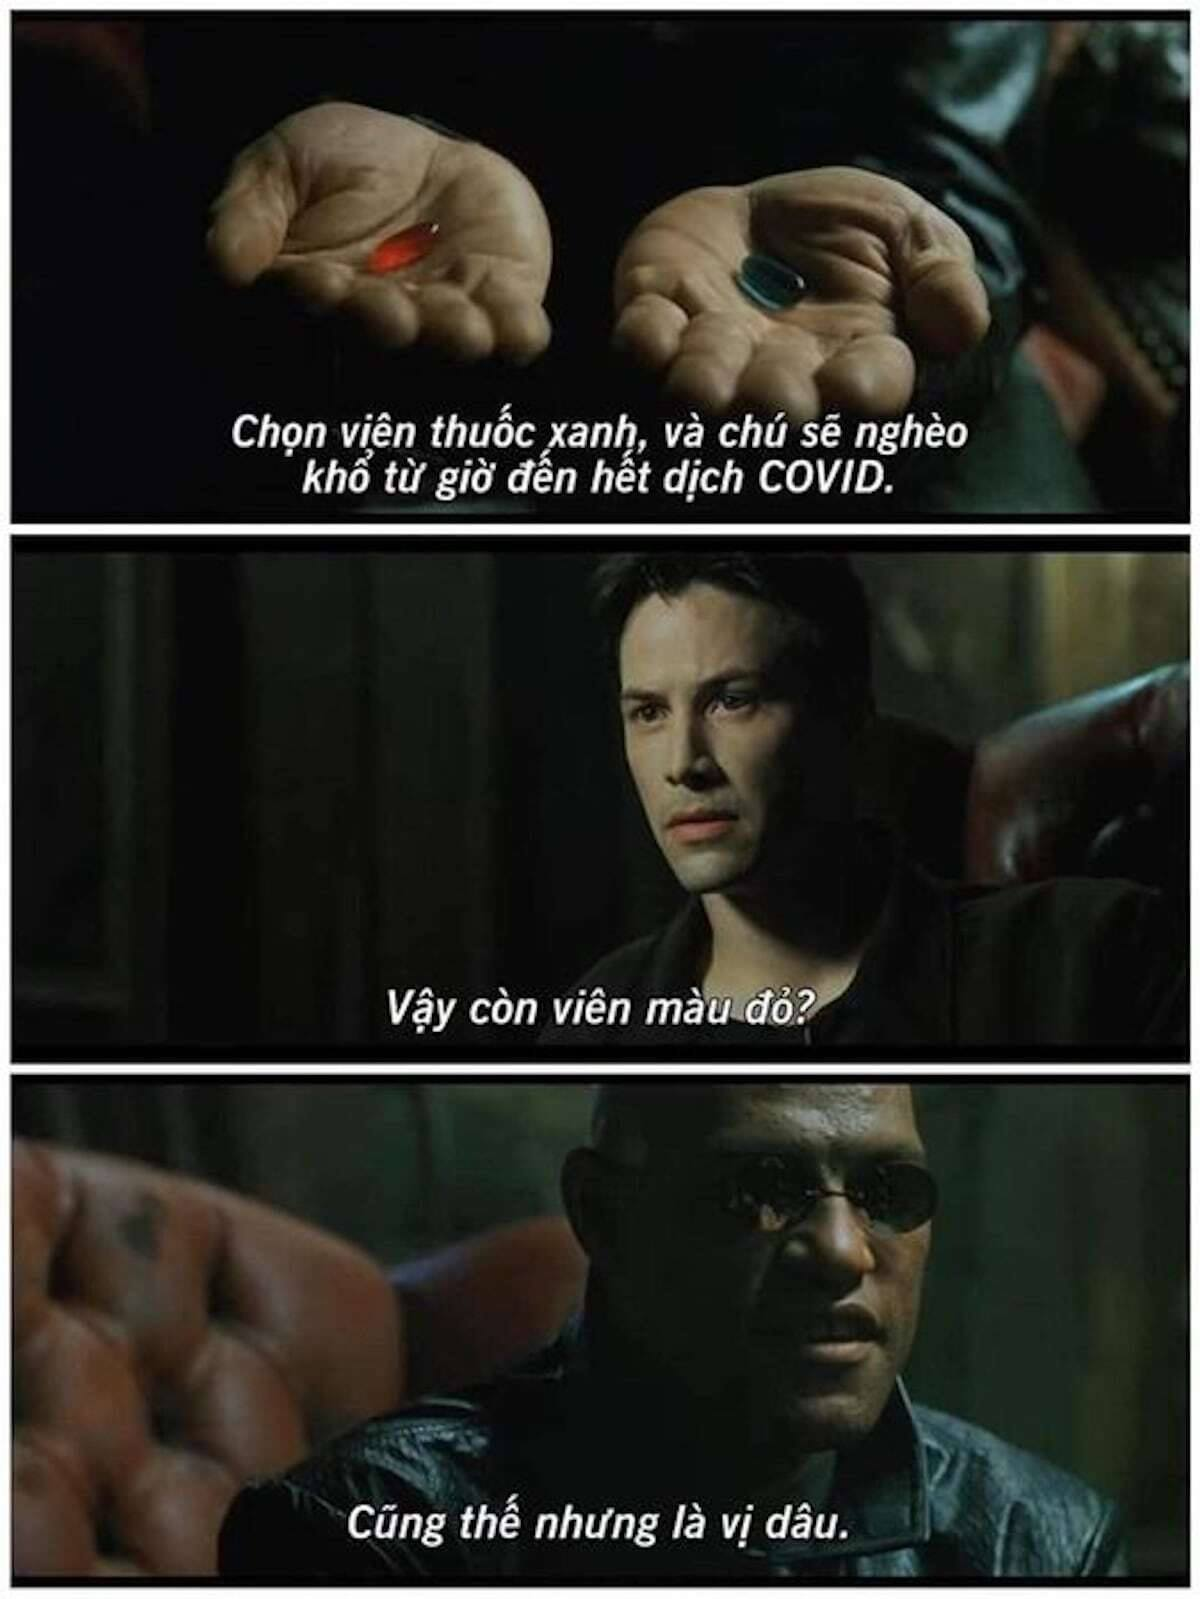 Chọn viên thuốc xanh, và chú sẽ nghèo
khổ từ giờ đến hết dịch COVID.
Vậy còn viên màu đỏ?
Cũng thế nhưng là vị dâu.